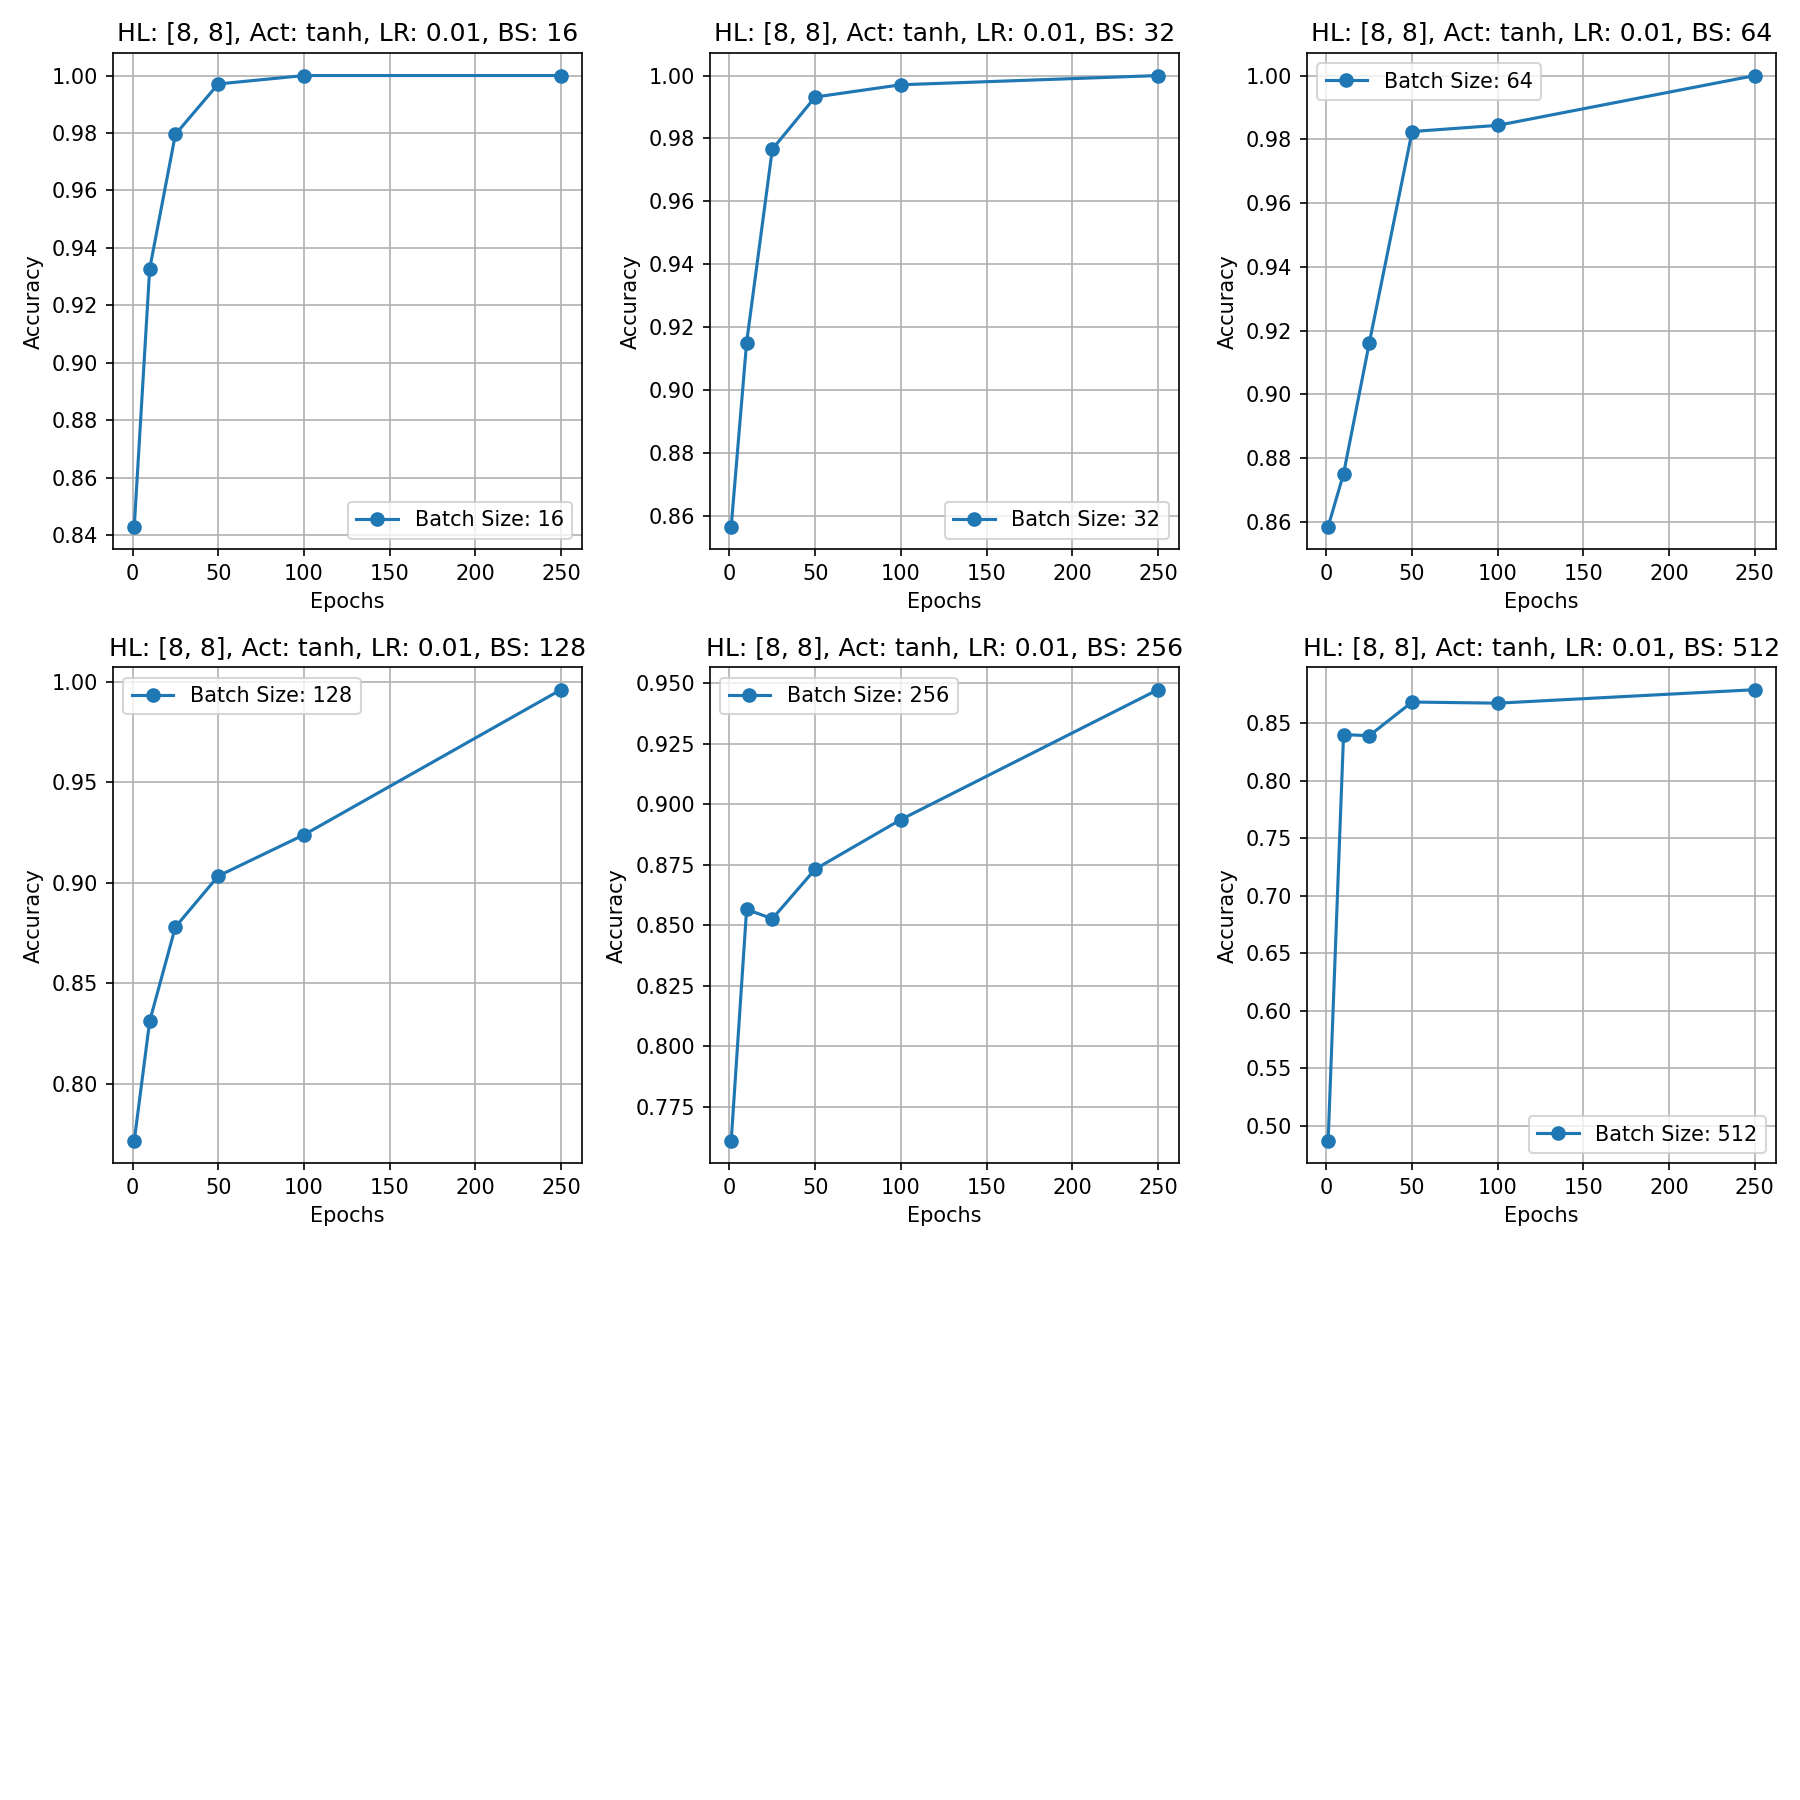 HL: [8, 8], Act: tanh, LR: 0.01, BS: 16
1.00
0.98
0.96
0.94
0.92
0.90
0.88
0.86
0.84
Accuracy
Batch Size: 16
0 50 100 150 200 250
Epochs
HL: [8, 8], Act: tanh, LR: 0.01, BS: 32
1.00
0.98
0.96
0.94
0.92
0.90
0.88
0.86
Accuracy
Batch Size: 32
0 50 100 150 200 250
Epochs
HL: [8, 8], Act: tanh, LR: 0.01, BS: 64
Batch Size: 64
1.00
0.98
0.96
0.94
0.92
0.90
0.88
0.86
Accuracy
0 50 100 150 200 250
Epochs
HL: [8, 8], Act: tanh, LR: 0.01, BS: 128
Batch Size: 128
1.00
0.95
0.90
0.85
0.80
Accuracy
0 50 100 150 200 250
Epochs
HL: [8, 8], Act: tanh, LR: 0.01, BS: 256
Batch Size: 256
0.950
0.925
0.900
0.875
0.850
0.825
0.800
0.775
Accuracy
0 50 100 150 200 250
Epochs
HL: [8, 8], Act: tanh, LR: 0.01, BS: 512
0.85
0.80
0.75
0.70
0.65
0.60
0.55
0.50
Accuracy
Batch Size: 512
0 50 100 150 200 250
Epochs